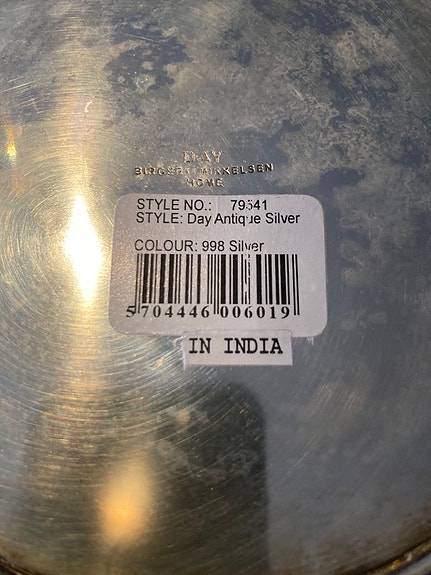 DAY
BIRGER ET MIKKELSEN
HOME
STYLE NO.: 79541
STYLE: Day Antique Silver
COLOUR: 998 Silver
5 704446 006019
IN INDIA